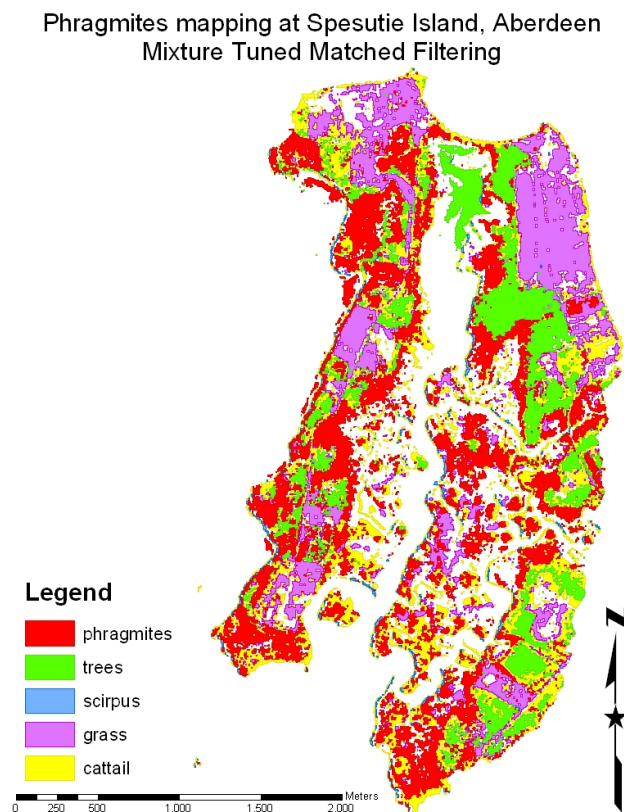 Phragmites mapping at Spesutie Island, Aberdeen
Mixture Tuned Matched Filtering
Legend
phragmites
trees
scirpus
grass
cattail
N
Meters
0 250 500 1,000 1,500 2,000